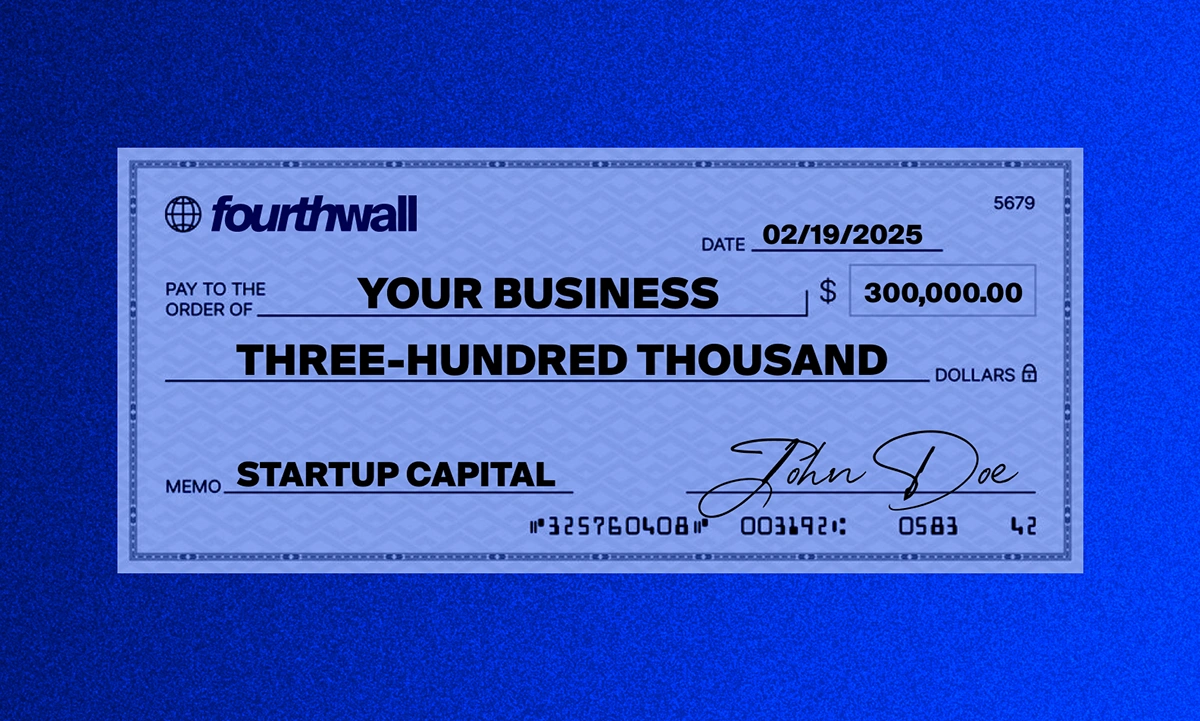 fourthwall
5679
DATE 02/19/2025
PAY TO THE
ORDER OF YOUR BUSINESS $ 300,000.00
THREE-HUNDRED THOUSAND DOLLARS
MEMO STARTUP CAPITAL John Doe
⑈325760408⑈ 0031921⑆ 0583 42